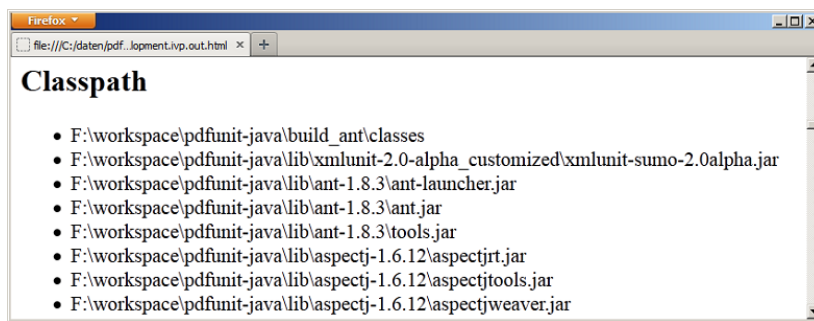 Firefox
file:///C:/daten/pdf...lopment.ivp.out.html × +
Classpath
• F:\workspace\pdfunit-java\build_ant\classes
• F:\workspace\pdfunit-java\lib\xmlunit-2.0-alpha_customized\xmlunit-sumo-2.0alpha.jar
• F:\workspace\pdfunit-java\lib\ant-1.8.3\ant-launcher.jar
• F:\workspace\pdfunit-java\lib\ant-1.8.3\ant.jar
• F:\workspace\pdfunit-java\lib\ant-1.8.3\tools.jar
• F:\workspace\pdfunit-java\lib\aspectj-1.6.12\aspectjrt.jar
• F:\workspace\pdfunit-java\lib\aspectj-1.6.12\aspectjtools.jar
• F:\workspace\pdfunit-java\lib\aspectj-1.6.12\aspectjweaver.jar